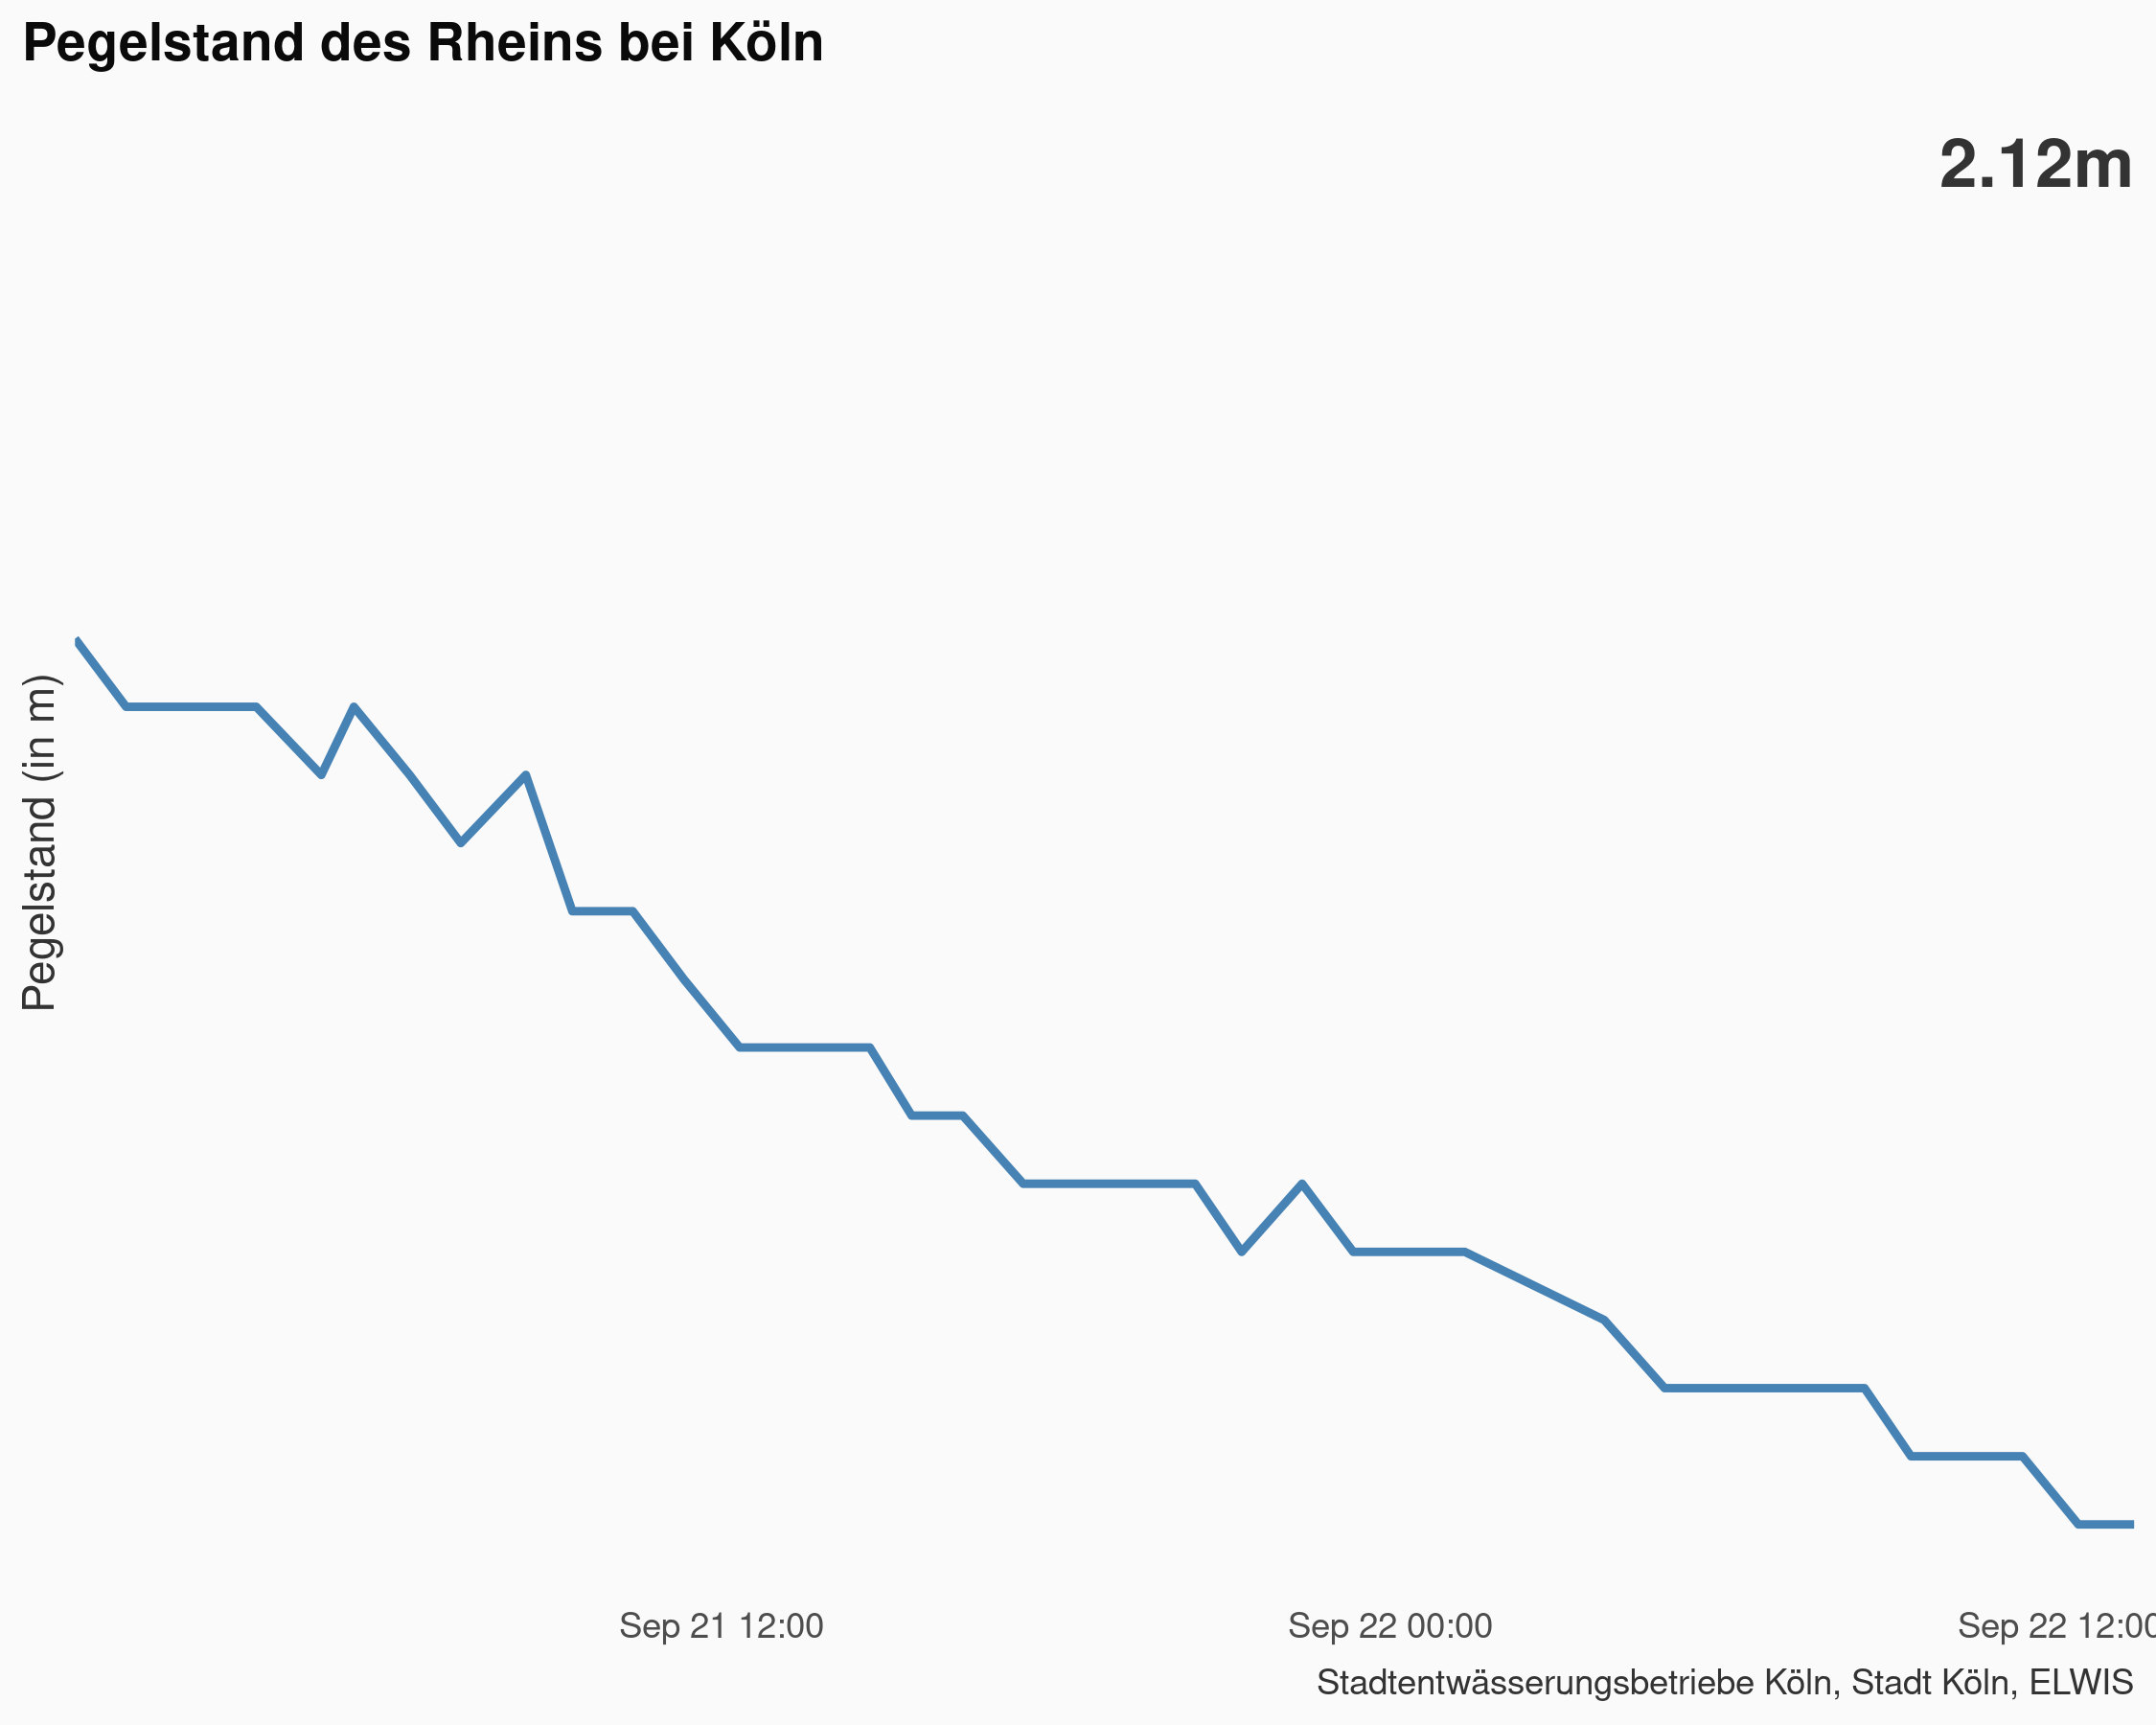 Pegelstand des Rheins bei Köln
2.12m
Pegelstand (in m)
Sep 21 12:00
Sep 22 00:00
Sep 22 12:00
Stadtentwässerungsbetriebe Köln, Stadt Köln, ELWIS